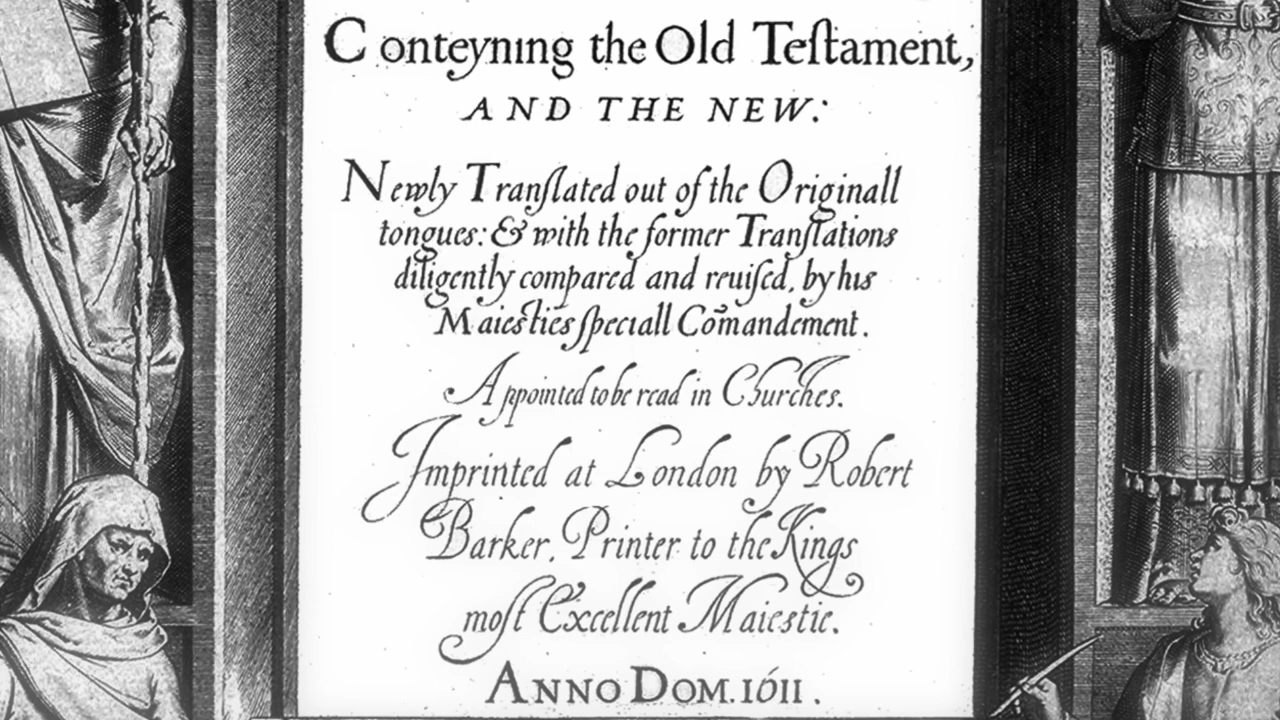 Conteyning the Old Teſtament,
AND THE NEW:
Newly Tranſlated out of the Originall
tongues: & with the former Tranſlations
diligently compared and reuiſed, by his
Maiesties ſpeciall Cõmandement.
Appointed to be read in Churches.
Imprinted at London by Robert
Barker, Printer to the Kings
moſt Excellent Maiestie.
ANNO DOM. 1611.